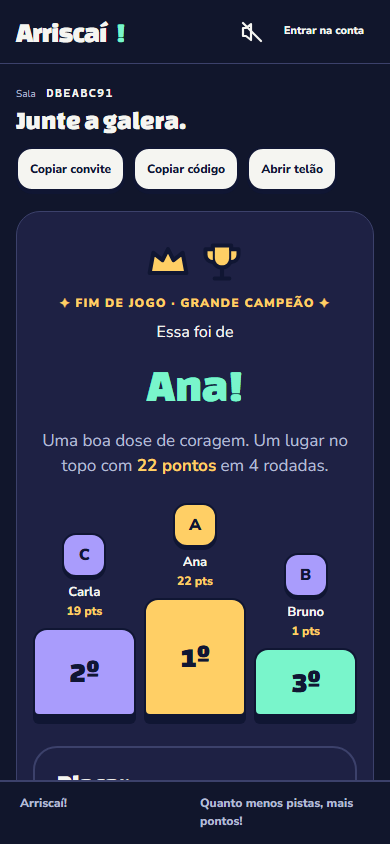 Arriscaí !
Entrar na conta
Sala DBEABC91
Junte a galera.
Copiar convite
Copiar código
Abrir telão
✦ FIM DE JOGO · GRANDE CAMPEÃO ✦
Essa foi de
Ana!
Uma boa dose de coragem. Um lugar no
topo com 22 pontos em 4 rodadas.
A
Ana
22 pts
C
Carla
19 pts
B
Bruno
1 pts
2º
1º
3º
Arriscaí!
Quanto menos pistas, mais
pontos!